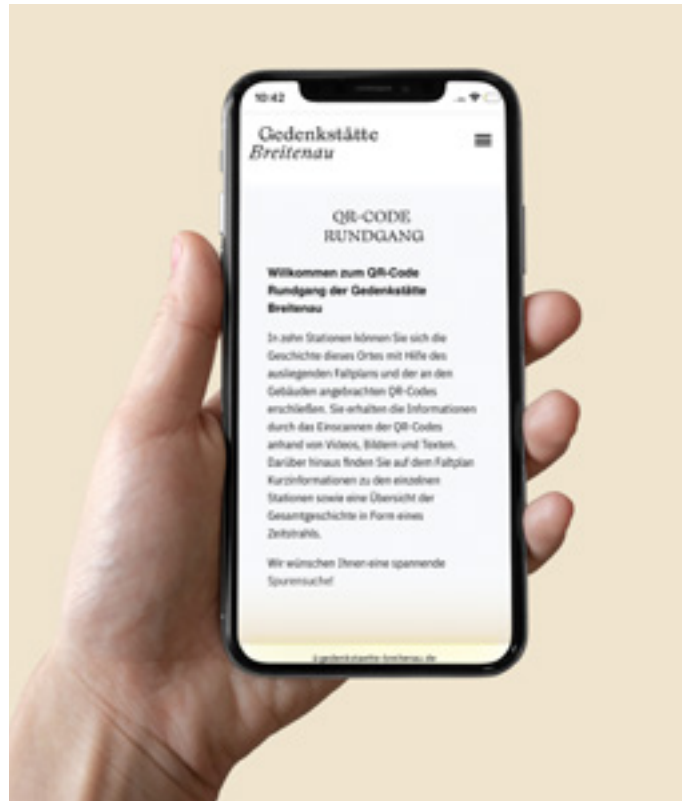 10:42
Gedenkstätte
Breitenau
QR-CODE
RUNDGANG
Willkommen zum QR-Code
Rundgang der Gedenkstätte
Breitenau
In zehn Stationen können Sie sich die
Geschichte dieses Ortes mit Hilfe des
ausliegenden Faltplans und der an den
Gebäuden angebrachten QR-Codes
erschließen. Sie erhalten die Informationen
durch das Einscannen der QR-Codes
anhand von Videos, Bildern und Texten.
Darüber hinaus finden Sie auf dem Faltplan
Kurzinformationen zu den einzelnen
Stationen sowie eine Übersicht der
Gesamtgeschichte in Form eines
Zeitstrahls.
Wir wünschen Ihnen eine spannende
Spurensuche!
gedenkstaette-breitenau.de